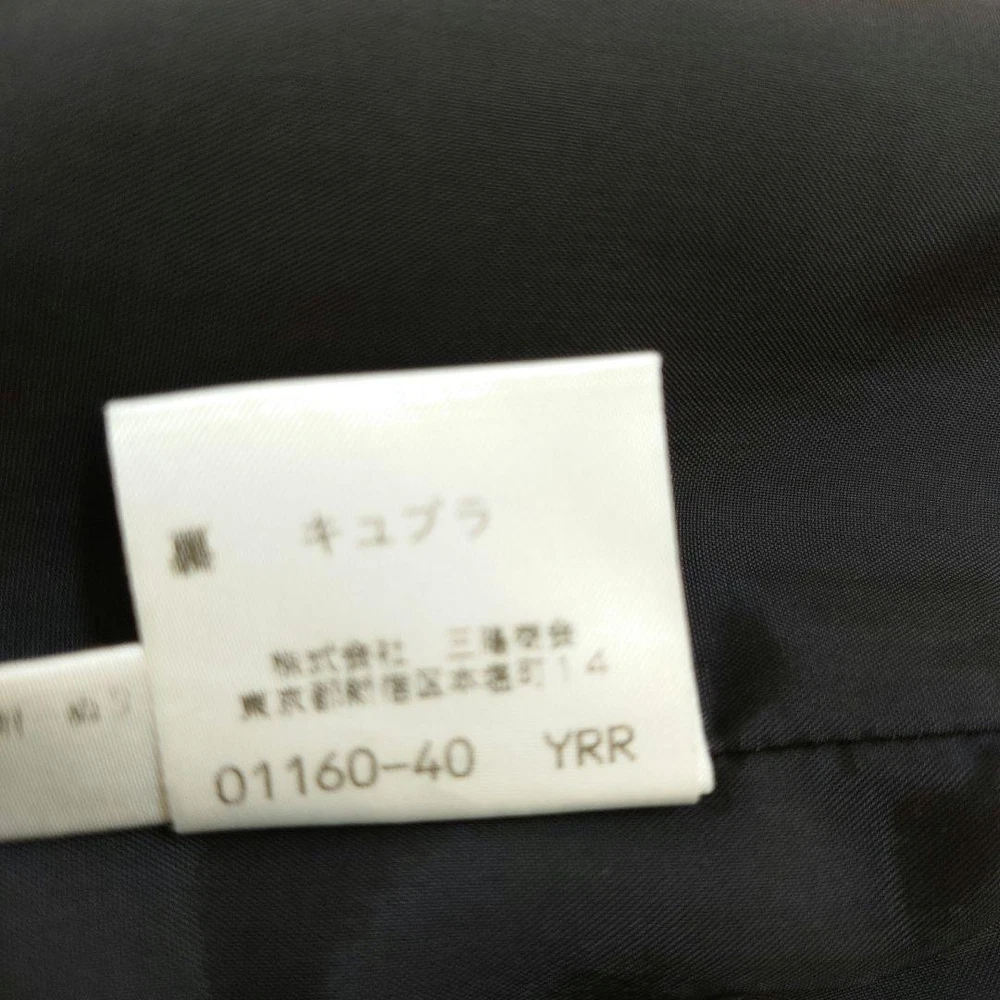 裏 キュプラ
株式会社 三陽商会
東京都新宿区本塩町14
01160-40 YRR